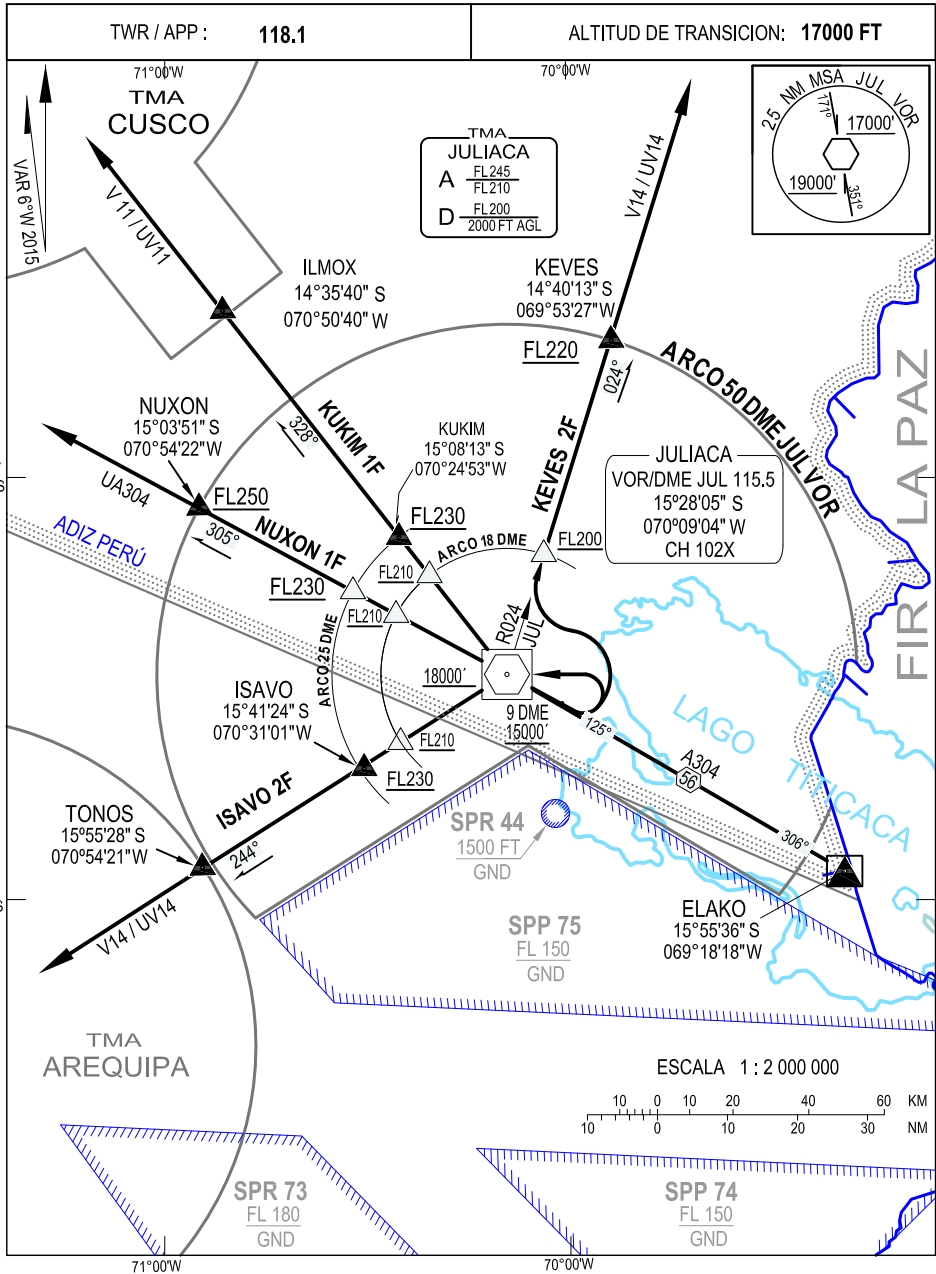 TWR / APP : 118.1
ALTITUD DE TRANSICION: 17000 FT
71°00'W
70°00'W
TMA
CUSCO
VAR 6°W 2015
V11 / UV11
TMA
JULIACA
A FL245
FL210
D FL200
2000 FT AGL
V14 / UV14
25 NM MSA JUL VOR
171°
17000'
19000'
351°
ILMOX
14°35'40" S
070°50'40" W
KEVES
14°40'13" S
069°53'27" W
FL220
024°
ARCO 50 DME JUL VOR
FIR LA PAZ
NUXON
15°03'51" S
070°54'22" W
KUKIM 1F
328°
KUKIM
15°08'13" S
070°24'53" W
KEVES 2F
JULIACA
VOR/DME JUL 115.5
15°28'05" S
070°09'04" W
CH 102X
UA304
FL250
305°
NUXON 1F
FL230
ADIZ PERÚ
ARCO 18 DME
FL200
FL210
FL230
FL210
ARCO 25 DME
R024
JUL
18000'
ISAVO
15°41'24" S
070°31'01" W
9 DME
15000'
125°
LAGO TITICACA
A304
56
FL210
FL230
ISAVO 2F
TONOS
15°55'28" S
070°54'21" W
244°
V14 / UV14
SPR 44
1500 FT
GND
306°
ELAKO
15°55'36" S
069°18'18" W
SPP 75
FL 150
GND
TMA
AREQUIPA
ESCALA 1 : 2 000 000
10 0 10 20 40 60 KM
10 0 10 20 30 NM
SPR 73
FL 180
GND
SPP 74
FL 150
GND
71°00'W
70°00'W